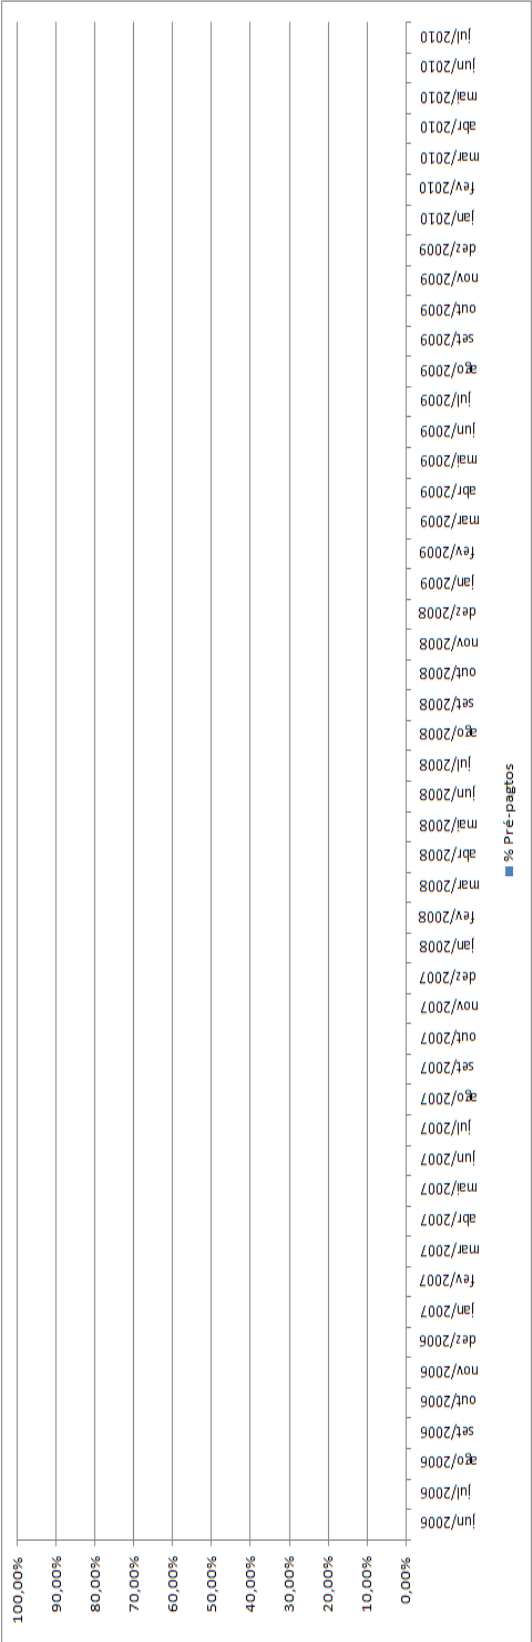 100,00%
90,00%
80,00%
70,00%
60,00%
50,00%
40,00%
30,00%
20,00%
10,00%
0,00%
jun/2006
jul/2006
ago/2006
set/2006
out/2006
nov/2006
dez/2006
jan/2007
fev/2007
mar/2007
abr/2007
mai/2007
jun/2007
jul/2007
ago/2007
set/2007
out/2007
nov/2007
dez/2007
jan/2008
fev/2008
mar/2008
abr/2008
mai/2008
jun/2008
jul/2008
ago/2008
set/2008
out/2008
nov/2008
dez/2008
jan/2009
fev/2009
mar/2009
abr/2009
mai/2009
jun/2009
jul/2009
ago/2009
set/2009
out/2009
nov/2009
dez/2009
jan/2010
fev/2010
mar/2010
abr/2010
mai/2010
jun/2010
jul/2010
% Pré-pagtos